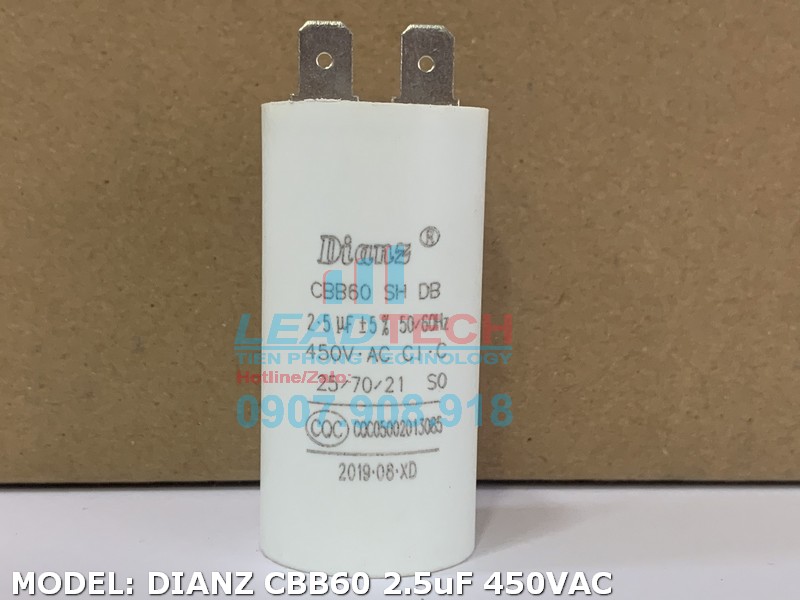 Dianz ®
CBB60 SH DB
2.5 µF ±5% 50/60Hz
LEADTECH
450V·AC Cl·C
TIEN PHONG TECHNOLOGY
Hotline/Zalo:
25/70/21 S0
0907.908.918
CQC CQC05002013085
2019·08·XD
MODEL: DIANZ CBB60 2.5uF 450VAC